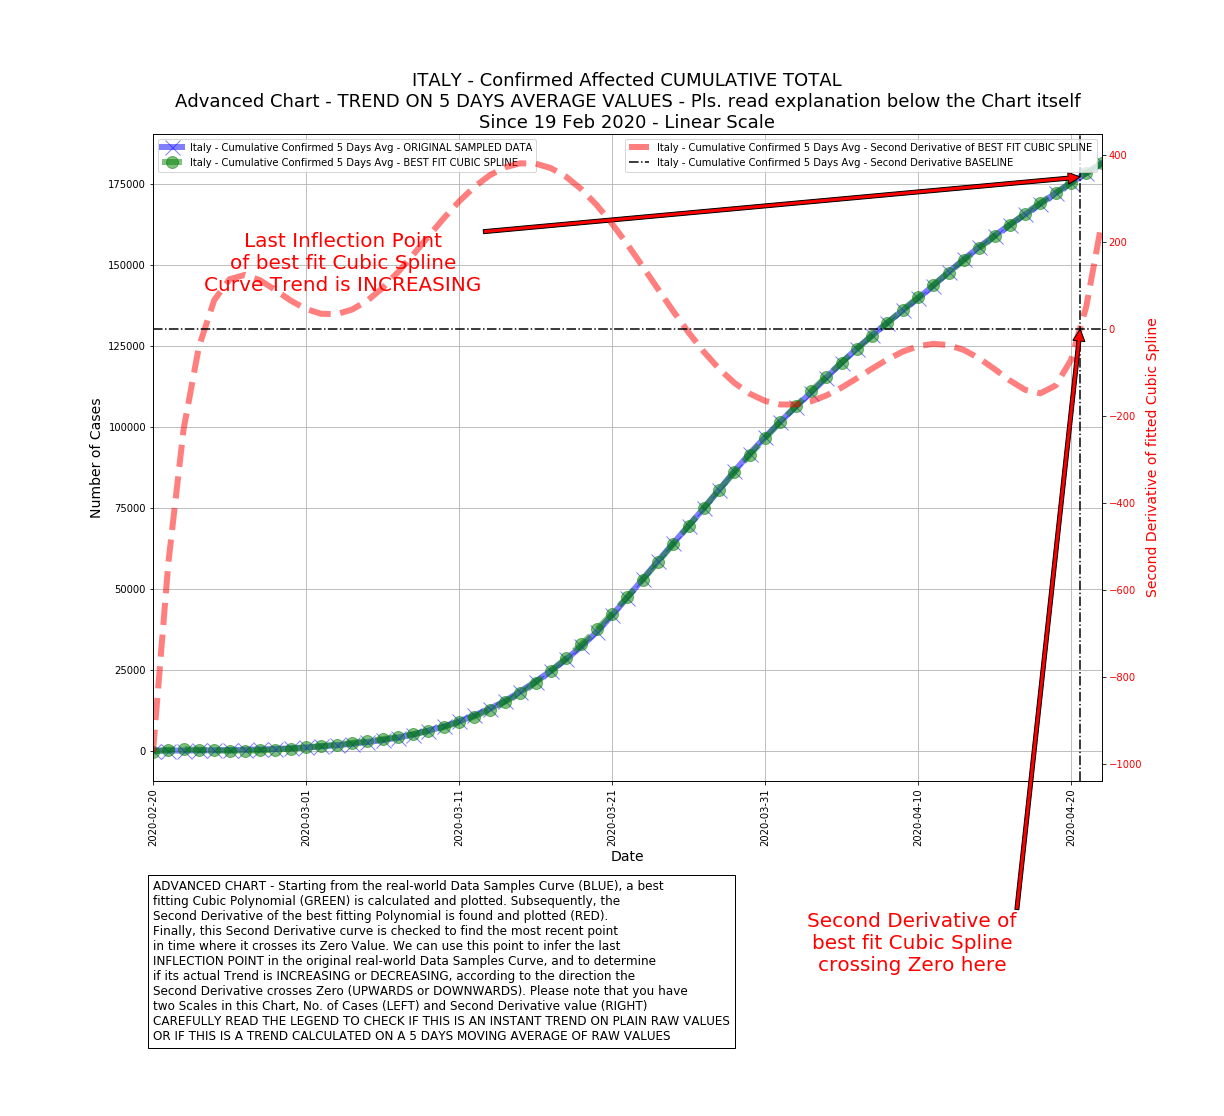 ITALY - Confirmed Affected CUMULATIVE TOTAL
Advanced Chart - TREND ON 5 DAYS AVERAGE VALUES - Pls. read explanation below the Chart itself
Since 19 Feb 2020 - Linear Scale
Italy - Cumulative Confirmed 5 Days Avg - ORIGINAL SAMPLED DATA
Italy - Cumulative Confirmed 5 Days Avg - BEST FIT CUBIC SPLINE
Italy - Cumulative Confirmed 5 Days Avg - Second Derivative of BEST FIT CUBIC SPLINE
Italy - Cumulative Confirmed 5 Days Avg - Second Derivative BASELINE
Last Inflection Point
of best fit Cubic Spline
Curve Trend is INCREASING
Number of Cases
175000
150000
125000
100000
75000
50000
25000
0
400
200
0
−200
−400
−600
−800
−1000
Second Derivative of fitted Cubic Spline
2020-02-20
2020-03-01
2020-03-11
2020-03-21
2020-03-31
2020-04-10
2020-04-20
Date
ADVANCED CHART - Starting from the real-world Data Samples Curve (BLUE), a best
fitting Cubic Polynomial (GREEN) is calculated and plotted. Subsequently, the
Second Derivative of the best fitting Polynomial is found and plotted (RED).
Finally, this Second Derivative curve is checked to find the most recent point
in time where it crosses its Zero Value. We can use this point to infer the last
INFLECTION POINT in the original real-world Data Samples Curve, and to determine
if its actual Trend is INCREASING or DECREASING, according to the direction the
Second Derivative crosses Zero (UPWARDS or DOWNWARDS). Please note that you have
two Scales in this Chart, No. of Cases (LEFT) and Second Derivative value (RIGHT)
CAREFULLY READ THE LEGEND TO CHECK IF THIS IS AN INSTANT TREND ON PLAIN RAW VALUES
OR IF THIS IS A TREND CALCULATED ON A 5 DAYS MOVING AVERAGE OF RAW VALUES
Second Derivative of
best fit Cubic Spline
crossing Zero here